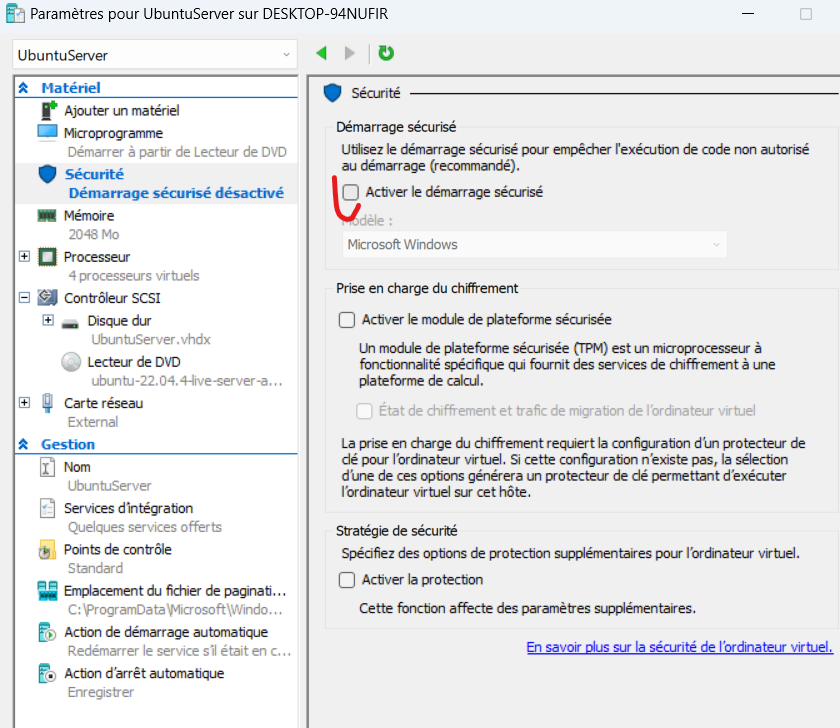 Paramètres pour UbuntuServer sur DESKTOP-94NUFIR
UbuntuServer
Matériel
Ajouter un matériel
Microprogramme
Démarrer à partir de Lecteur de DVD
Sécurité
Démarrage sécurisé désactivé
Mémoire
2048 Mo
Processeur
4 processeurs virtuels
Contrôleur SCSI
Disque dur
UbuntuServer.vhdx
Lecteur de DVD
ubuntu-22.04.4-live-server-a...
Carte réseau
External
Gestion
Nom
UbuntuServer
Services d'intégration
Quelques services offerts
Points de contrôle
Standard
Emplacement du fichier de paginati...
C:\ProgramData\Microsoft\Windo...
Action de démarrage automatique
Redémarrer le service s'il était en c...
Action d'arrêt automatique
Enregistrer
Sécurité
Démarrage sécurisé
Utilisez le démarrage sécurisé pour empêcher l'exécution de code non autorisé
au démarrage (recommandé).
Activer le démarrage sécurisé
Modèle :
Microsoft Windows
Prise en charge du chiffrement
Activer le module de plateforme sécurisée
Un module de plateforme sécurisée (TPM) est un microprocesseur à
fonctionnalité spécifique qui fournit des services de chiffrement à une
plateforme de calcul.
État de chiffrement et trafic de migration de l'ordinateur virtuel
La prise en charge du chiffrement requiert la configuration d'un protecteur de
clé pour l'ordinateur virtuel. Si cette configuration n'existe pas, la sélection
d'une de ces options générera un protecteur de clé permettant d'exécuter
l'ordinateur virtuel sur cet hôte.
Stratégie de sécurité
Spécifiez des options de protection supplémentaires pour l'ordinateur virtuel.
Activer la protection
Cette fonction affecte des paramètres supplémentaires.
En savoir plus sur la sécurité de l'ordinateur virtuel.